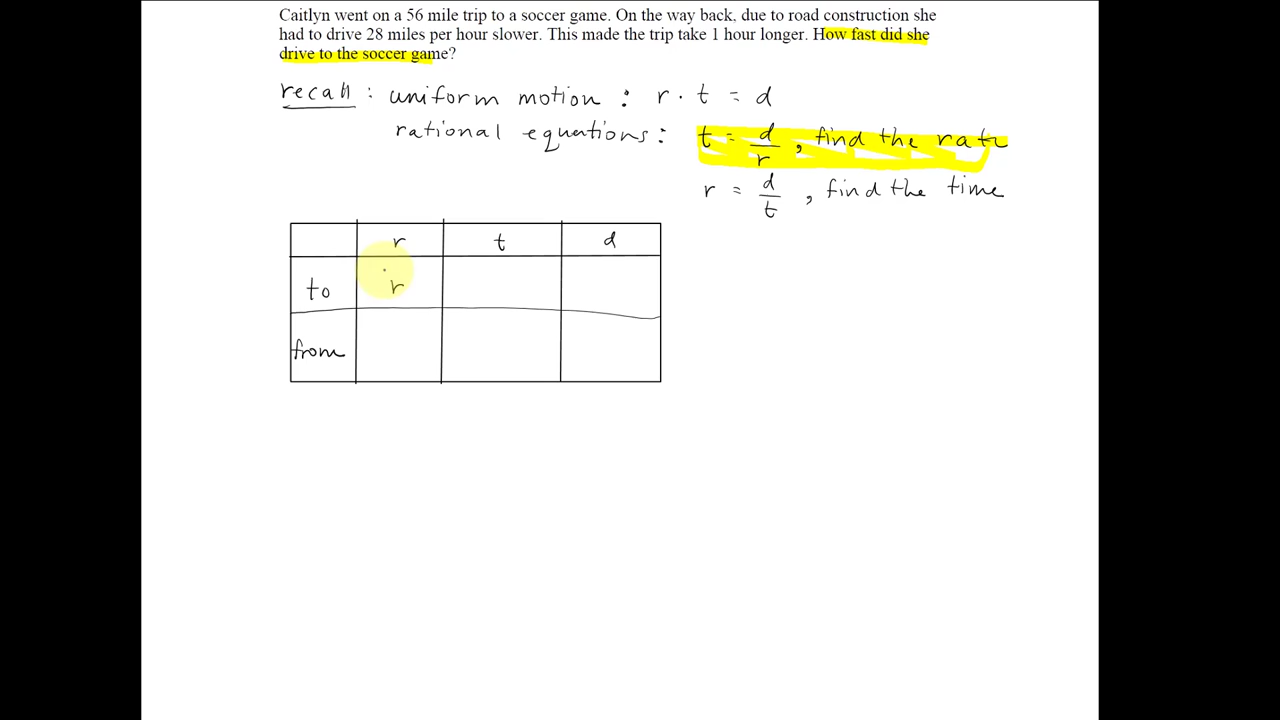 Caitlyn went on a 56 mile trip to a soccer game. On the way back, due to road construction she
had to drive 28 miles per hour slower. This made the trip take 1 hour longer. How fast did she
drive to the soccer game?
recall : uniform motion : r · t = d
rational equations : t = d/r , find the rate
r = d/t , find the time
r t d
to r
from